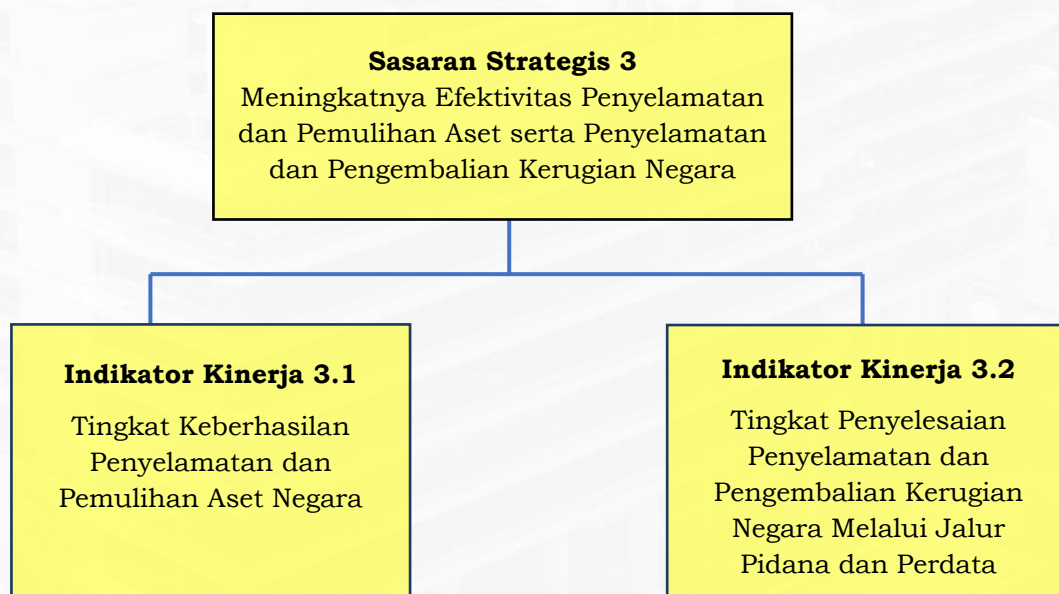 Sasaran Strategis 3
Meningkatnya Efektivitas Penyelamatan
dan Pemulihan Aset serta Penyelamatan
dan Pengembalian Kerugian Negara
Indikator Kinerja 3.1
Tingkat Keberhasilan
Penyelamatan dan
Pemulihan Aset Negara
Indikator Kinerja 3.2
Tingkat Penyelesaian
Penyelamatan dan
Pengembalian Kerugian
Negara Melalui Jalur
Pidana dan Perdata